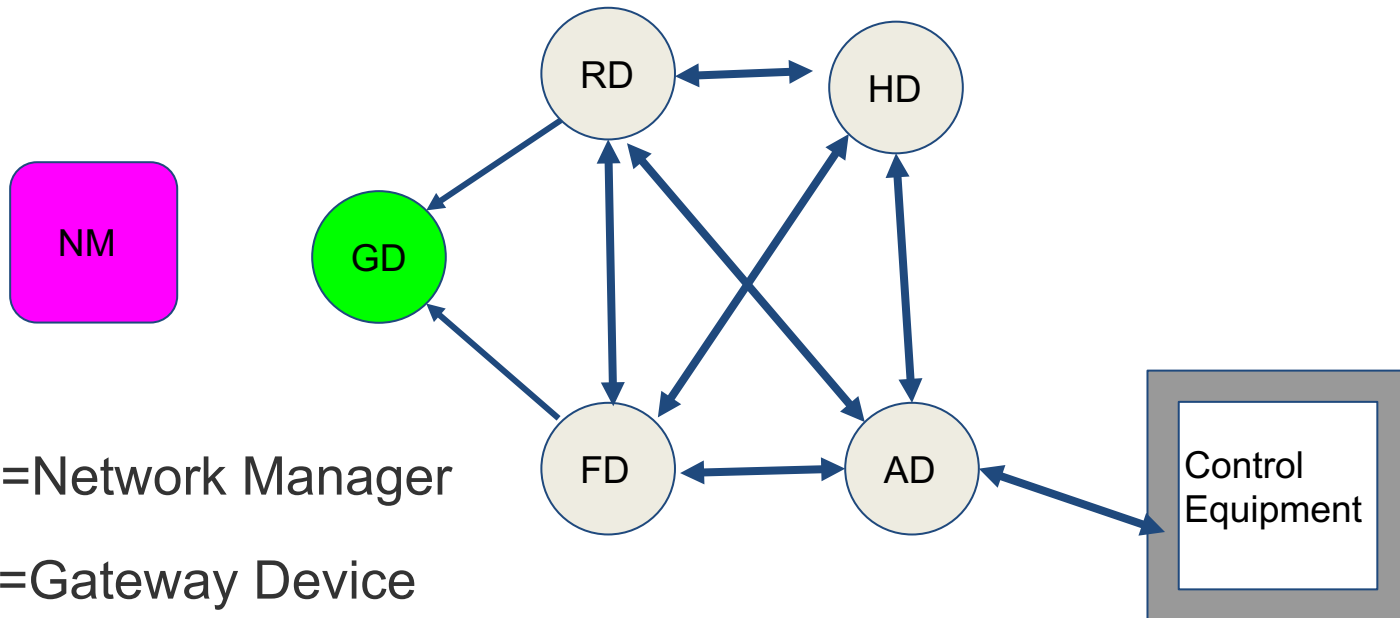 RD
HD
NM
GD
=Network Manager
FD
AD
Control
Equipment
=Gateway Device